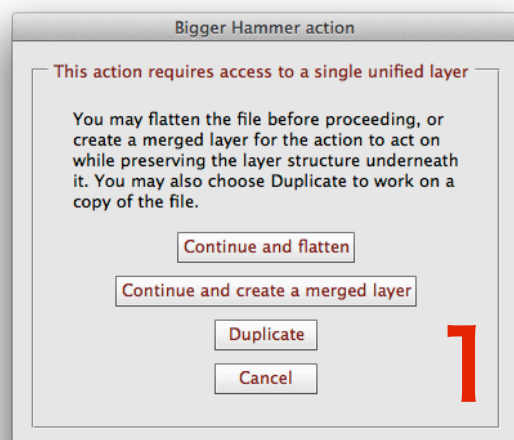 Bigger Hammer action
This action requires access to a single unified layer
You may flatten the file before proceeding, or
create a merged layer for the action to act on
while preserving the layer structure underneath
it. You may also choose Duplicate to work on a
copy of the file.
Continue and flatten
Continue and create a merged layer
Duplicate
Cancel
1